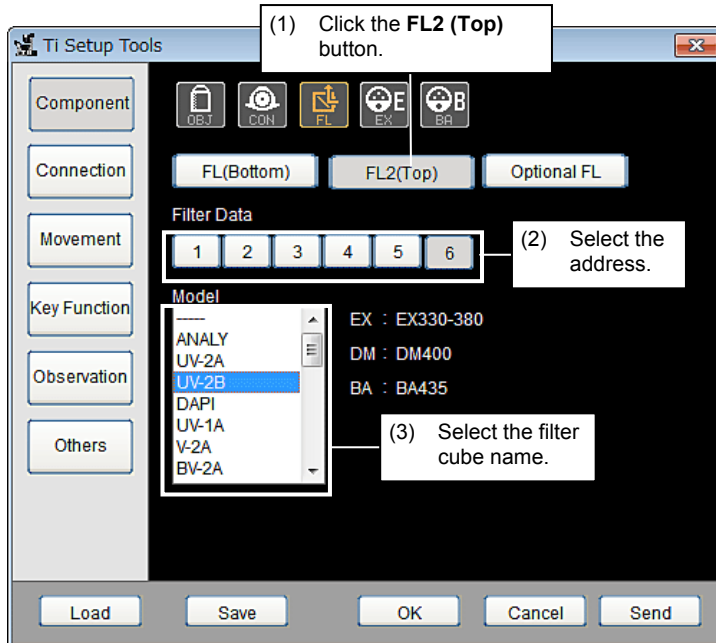 (1) Click the FL2 (Top)
button.
Ti Setup Tools
Component
Connection
Movement
Key Function
Observation
Others
OBJ CON FL EX BA
E B
FL(Bottom) FL2(Top) Optional FL
Filter Data
1 2 3 4 5 6
(2) Select the
address.
Model
-----
ANALY
UV-2A
UV-2B
DAPI
UV-1A
V-2A
BV-2A
EX : EX330-380
DM : DM400
BA : BA435
(3) Select the filter
cube name.
Load Save OK Cancel Send